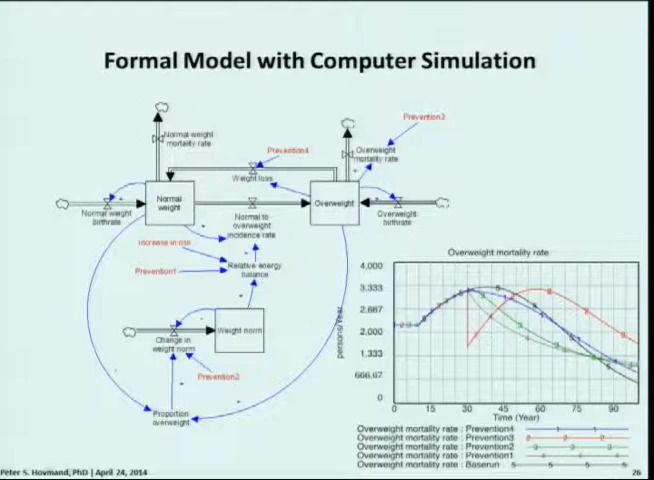 Formal Model with Computer Simulation
Normal weight
mortality rate
Prevention3
Prevention4
Overweight
mortality rate
Weight loss
Normal
weight
Overweight
Normal weight
birthrate
Normal to
overweight
incidence rate
Overweight
birthrate
Increase in risk
Prevention1
Relative energy
balance
Weight norm
Change in
weight norm
Prevention2
Proportion
overweight
Overweight mortality rate
4,000
3,333
2,667
2,000
1,333
666.67
0
persons/Year
0 15 30 45 60 75 90
Time (Year)
Overweight mortality rate : Prevention4
Overweight mortality rate : Prevention3
Overweight mortality rate : Prevention2
Overweight mortality rate : Prevention1
Overweight mortality rate : Baserun
Peter S. Hovmand, PhD | April 24, 2014
26